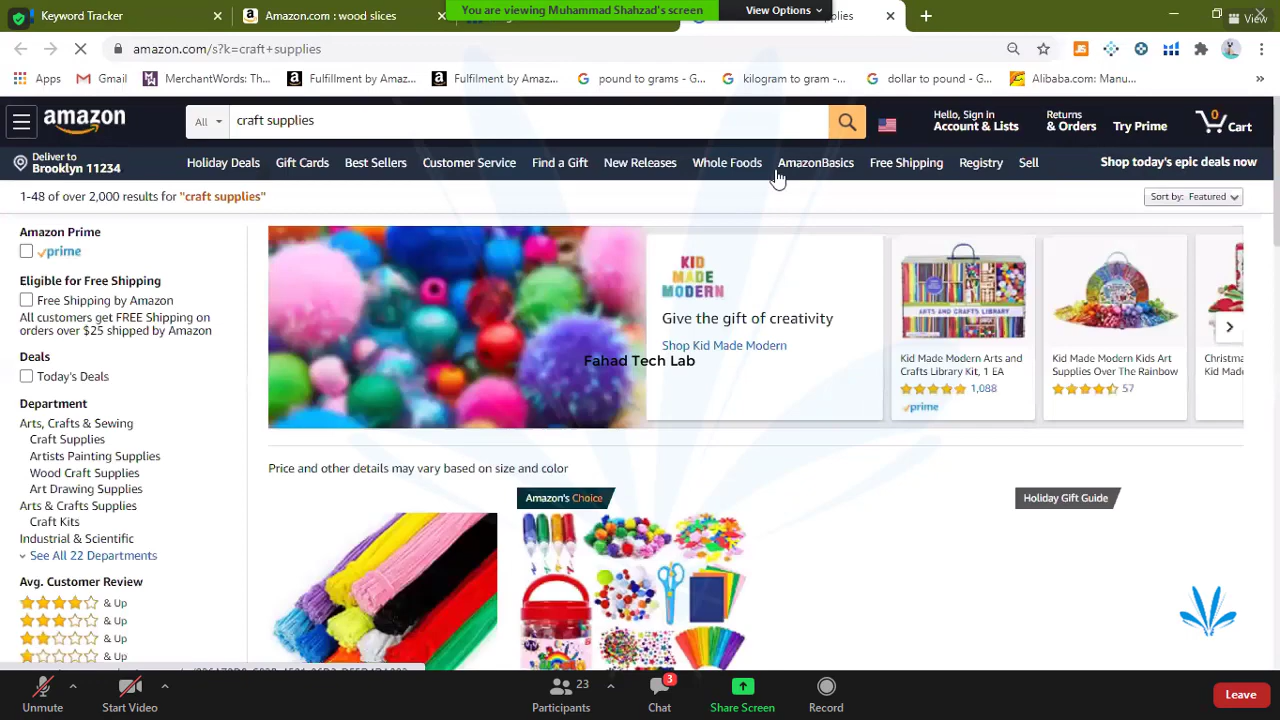 Keyword Tracker
Amazon.com : wood slices
You are viewing Muhammad Shahzad's screen
View Options
plies
View
amazon.com/s?k=craft+supplies
Apps
Gmail
MerchantWords: Th...
Fulfillment by Amaz...
Fulfilment by Amaz...
pound to grams - G...
kilogram to gram -...
dollar to pound - G...
Alibaba.com: Manu...
amazon
All
craft supplies
Hello, Sign in
Account & Lists
Returns
& Orders
Try Prime
0
Cart
Deliver to
Brooklyn 11234
Holiday Deals
Gift Cards
Best Sellers
Customer Service
Find a Gift
New Releases
Whole Foods
AmazonBasics
Free Shipping
Registry
Sell
Shop today's epic deals now
1-48 of over 2,000 results for "craft supplies"
Sort by: Featured
Amazon Prime
prime
Eligible for Free Shipping
Free Shipping by Amazon
All customers get FREE Shipping on
orders over $25 shipped by Amazon
Deals
Today's Deals
Department
Arts, Crafts & Sewing
Craft Supplies
Artists Painting Supplies
Wood Craft Supplies
Art Drawing Supplies
Arts & Crafts Supplies
Craft Kits
Industrial & Scientific
See All 22 Departments
Avg. Customer Review
& Up
& Up
& Up
& Up
KID
MADE
MODERN
Give the gift of creativity
Shop Kid Made Modern
Fahad Tech Lab
ARTS AND CRAFTS LIBRARY
Kid Made Modern Arts and
Crafts Library Kit, 1 EA
1,088
prime
Kid Made Modern Kids Art
Supplies Over The Rainbow
57
Christma
Kid Made
Price and other details may vary based on size and color
Amazon's Choice
Holiday Gift Guide
Unmute
Start Video
23
Participants
3
Chat
Share Screen
Record
Leave